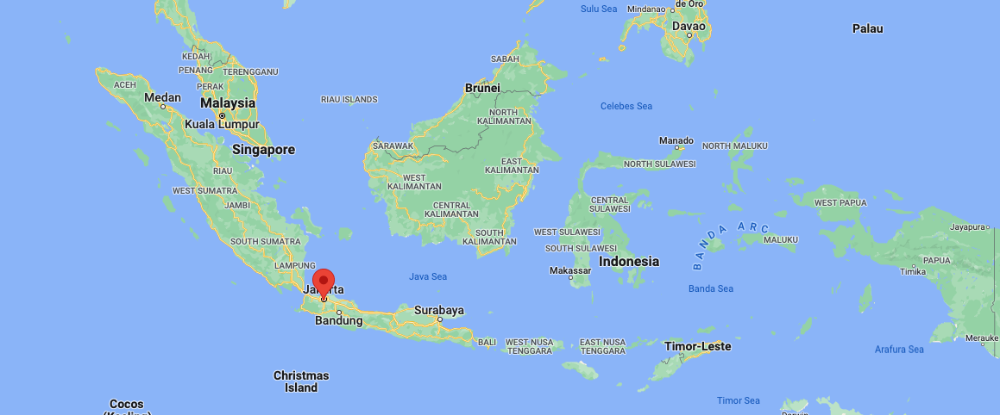 Sulu Sea
Mindanao
de Oro
Davao
Palau
KEDAH
PENANG
TERENGGANU
SABAH
ACEH
PERAK
Brunei
Medan
Malaysia
RIAU ISLANDS
Celebes Sea
Kuala Lumpur
NORTH
KALIMANTAN
Singapore
SARAWAK
Manado
NORTH MALUKU
RIAU
EAST
KALIMANTAN
NORTH SULAWESI
WEST
KALIMANTAN
WEST SUMATRA
JAMBI
CENTRAL
KALIMANTAN
CENTRAL
SULAWESI
WEST PAPUA
BANDA ARC
Jayapura
SOUTH SUMATRA
SOUTH
KALIMANTAN
WEST SULAWESI
SOUTH SULAWESI
MALUKU
LAMPUNG
Indonesia
PAPUA
Makassar
Timika
Java Sea
Banda Sea
Jakarta
Surabaya
Bandung
BALI
WEST NUSA
TENGGARA
EAST NUSA
TENGGARA
Timor-Leste
Merauke
Arafura Sea
Christmas
Island
Timor Sea
Cocos
(Keeling)
Darwin